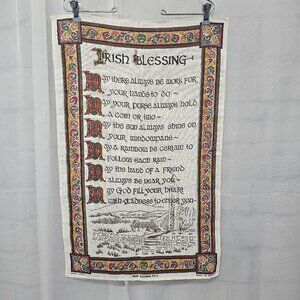 IRISH BLESSING
MAY THERE ALWAYS BE WORK FOR
YOUR HANDS TO DO ~
MAY YOUR PURSE ALWAYS HOLD
A COIN OR TWO ~
MAY THE SUN ALWAYS SHINE ON
YOUR WINDOWPANE ~
MAY A RAINBOW BE CERTAIN TO
FOLLOW EACH RAIN ~
MAY THE HAND OF A FRIEND
ALWAYS BE NEAR YOU ~
MAY GOD FILL YOUR HEART
WITH GLADNESS TO CHEER YOU ~